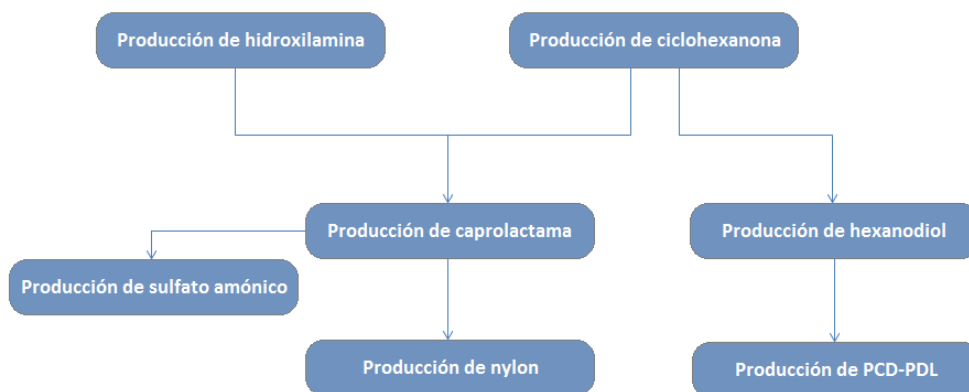 Producción de hidroxilamina
Producción de ciclohexanona
Producción de caprolactama
Producción de hexanodiol
Producción de sulfato amónico
Producción de nylon
Producción de PCD-PDL